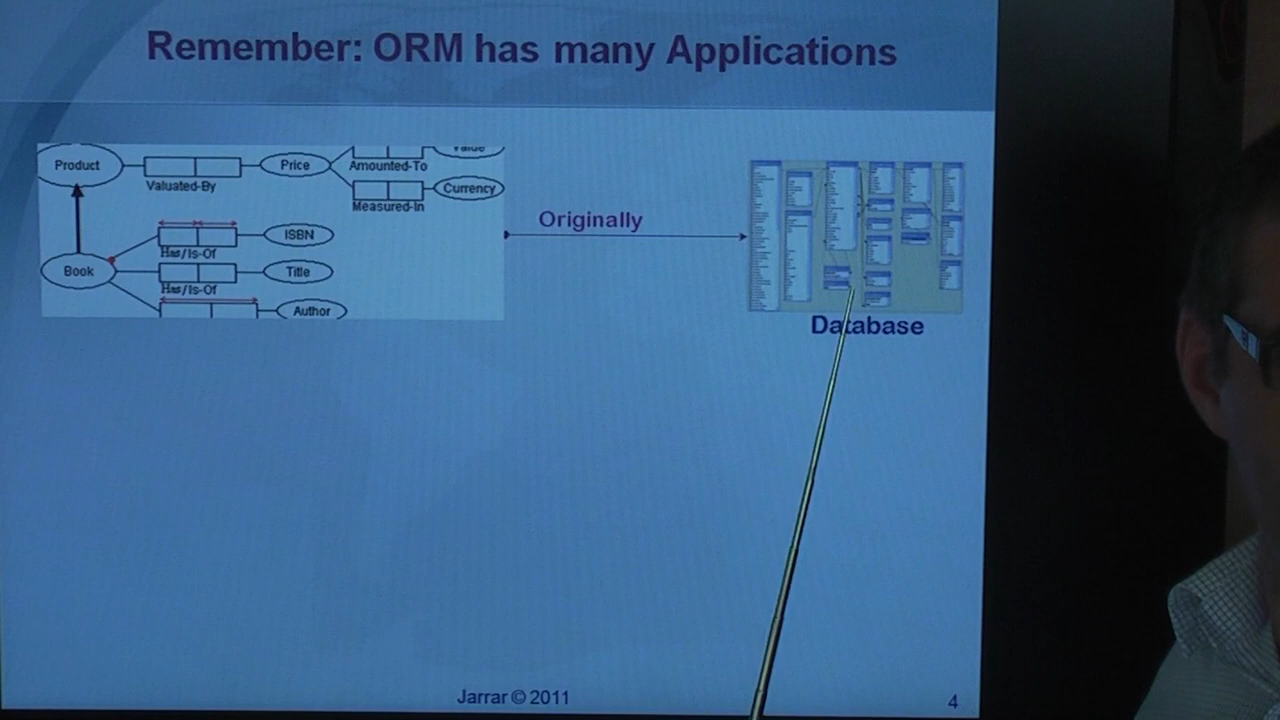 Remember: ORM has many Applications
Product
Valuated-By
Price
Amounted-To
Value
Measured-In
Currency
Book
Has/Is-Of
ISBN
Has/Is-Of
Title
Author
Originally
Database
Jarrar © 2011
4